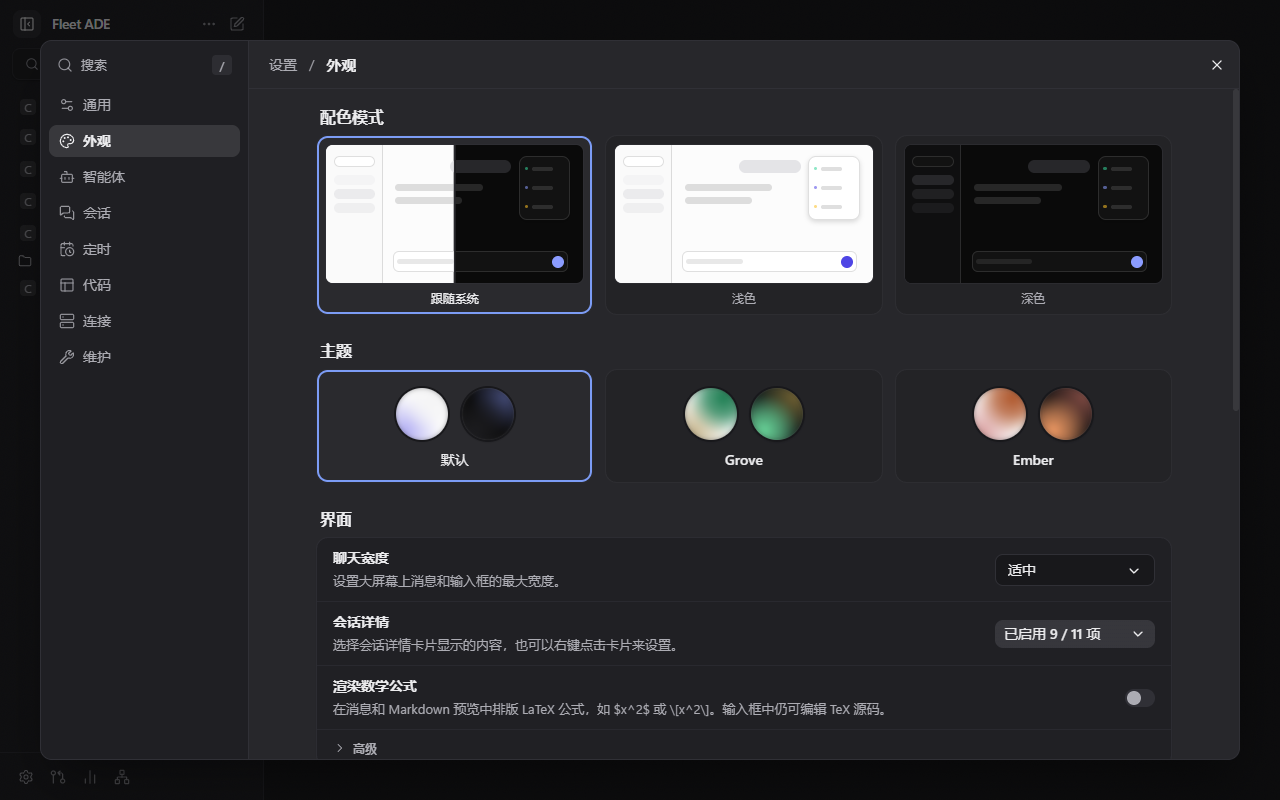 Fleet ADE
搜索
/
设置 / 外观
通用
外观
智能体
会话
定时
代码
连接
维护
C
C
C
C
C
C
配色模式
跟随系统
浅色
深色
主题
默认
Grove
Ember
界面
聊天宽度
设置大屏幕上消息和输入框的最大宽度。
适中
会话详情
选择会话详情卡片显示的内容，也可以右键点击卡片来设置。
已启用 9 / 11 项
渲染数学公式
在消息和 Markdown 预览中排版 LaTeX 公式，如 $x^2$ 或 \[x^2\]。输入框中仍可编辑 TeX 源码。
高级